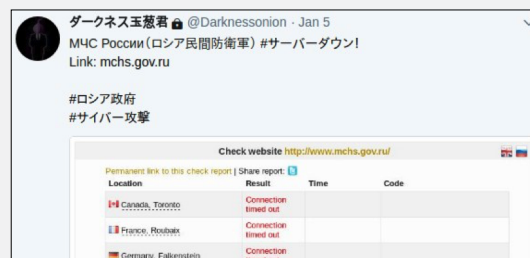 ダークネス玉葱君 @Darknessonion · Jan 5
МЧС России(ロシア民間防衛軍) #サーバーダウン!
Link: mchs.gov.ru
#ロシア政府
#サイバー攻撃
Check website http://www.mchs.gov.ru/
Permanent link to this check report | Share report:
Location Result Time Code
Canada, Toronto Connection timed out
France, Roubaix Connection timed out
Germany, Falkenstein Connection